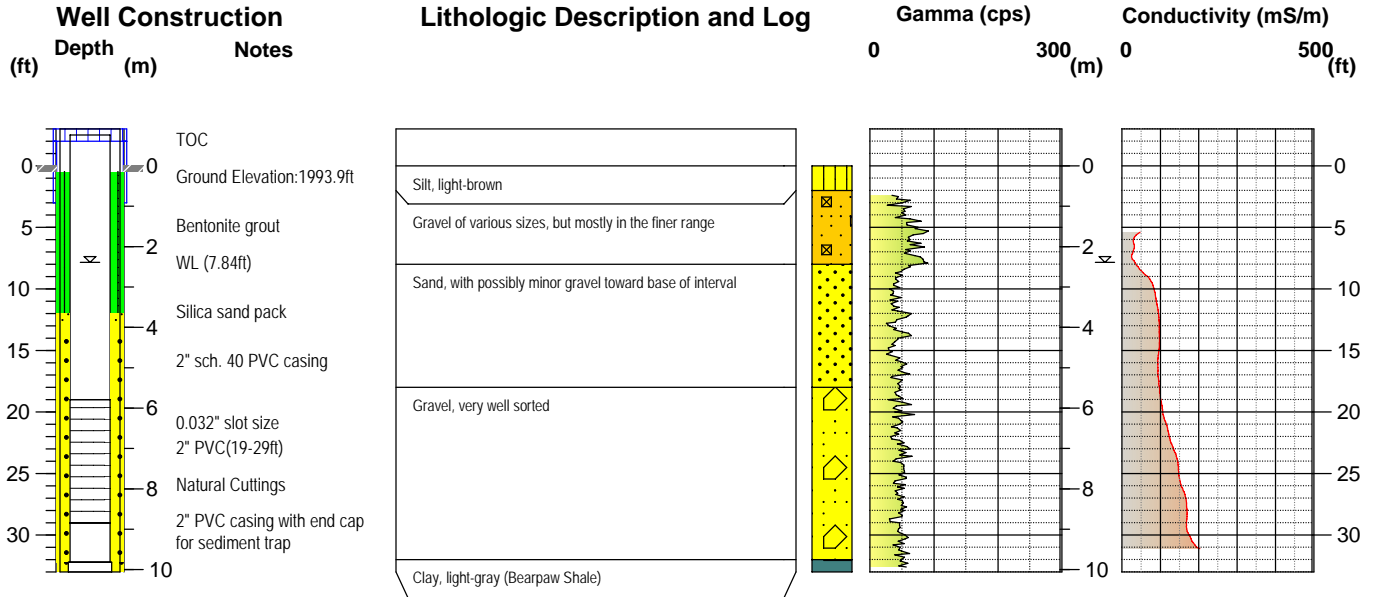 Well Construction
Lithologic Description and Log
Gamma (cps)
Conductivity (mS/m)
Depth
Notes
(ft)
(m)
0
300
(m)
0
500
(ft)
TOC
0
0
Ground Elevation:1993.9ft
Silt, light-brown
0
0
Gravel of various sizes, but mostly in the finer range
5
Bentonite grout
5
2
WL (7.84ft)
2
Sand, with possibly minor gravel toward base of interval
10
10
Silica sand pack
4
4
15
2" sch. 40 PVC casing
15
6
Gravel, very well sorted
6
20
0.032" slot size
20
2" PVC(19-29ft)
25
25
8
Natural Cuttings
8
2" PVC casing with end cap
for sediment trap
30
30
10
Clay, light-gray (Bearpaw Shale)
10